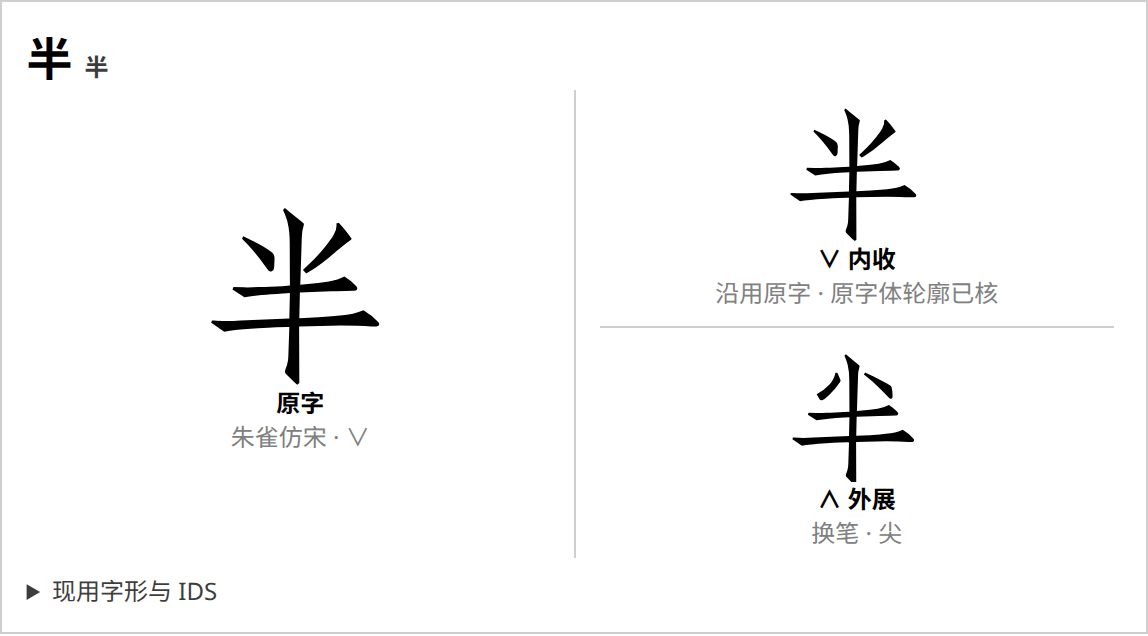 半 半
半
原字
朱雀仿宋 · ∨
半
∨ 内收
沿用原字 · 原字体轮廓已核
半
∧ 外展
换笔 · 尖
▶ 现用字形与 IDS